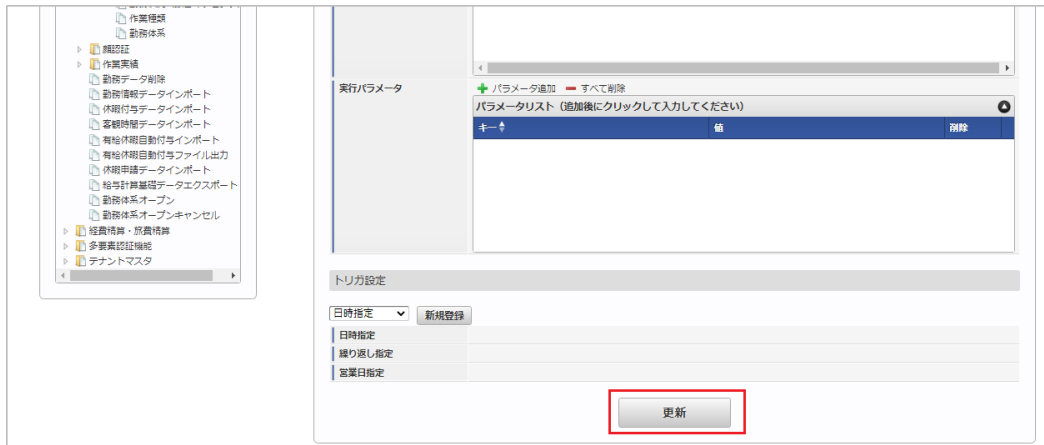 作業種類
勤務体系
顔認証
作業実績
勤務データ削除
勤務情報データインポート
休暇付与データインポート
客観時間データインポート
有給休暇自動付与インポート
有給休暇自動付与ファイル出力
休暇申請データインポート
給与計算基礎データエクスポート
勤務体系オープン
勤務体系オープンキャンセル
経費精算・旅費精算
多要素認証機能
テナントマスタ
実行パラメータ
パラメータ追加 すべて削除
パラメータリスト（追加後にクリックして入力してください）
キー 値 削除
トリガ設定
日時指定 新規登録
日時指定
繰り返し指定
営業日指定
更新